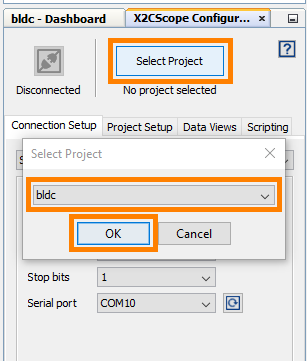 bldc - Dashboard
X2CScope Configur...
Select Project
?
Disconnected
No project selected
Connection Setup
Project Setup
Data Views
Scripting
Select Project
bldc
OK
Cancel
Stop bits
1
Serial port
COM10